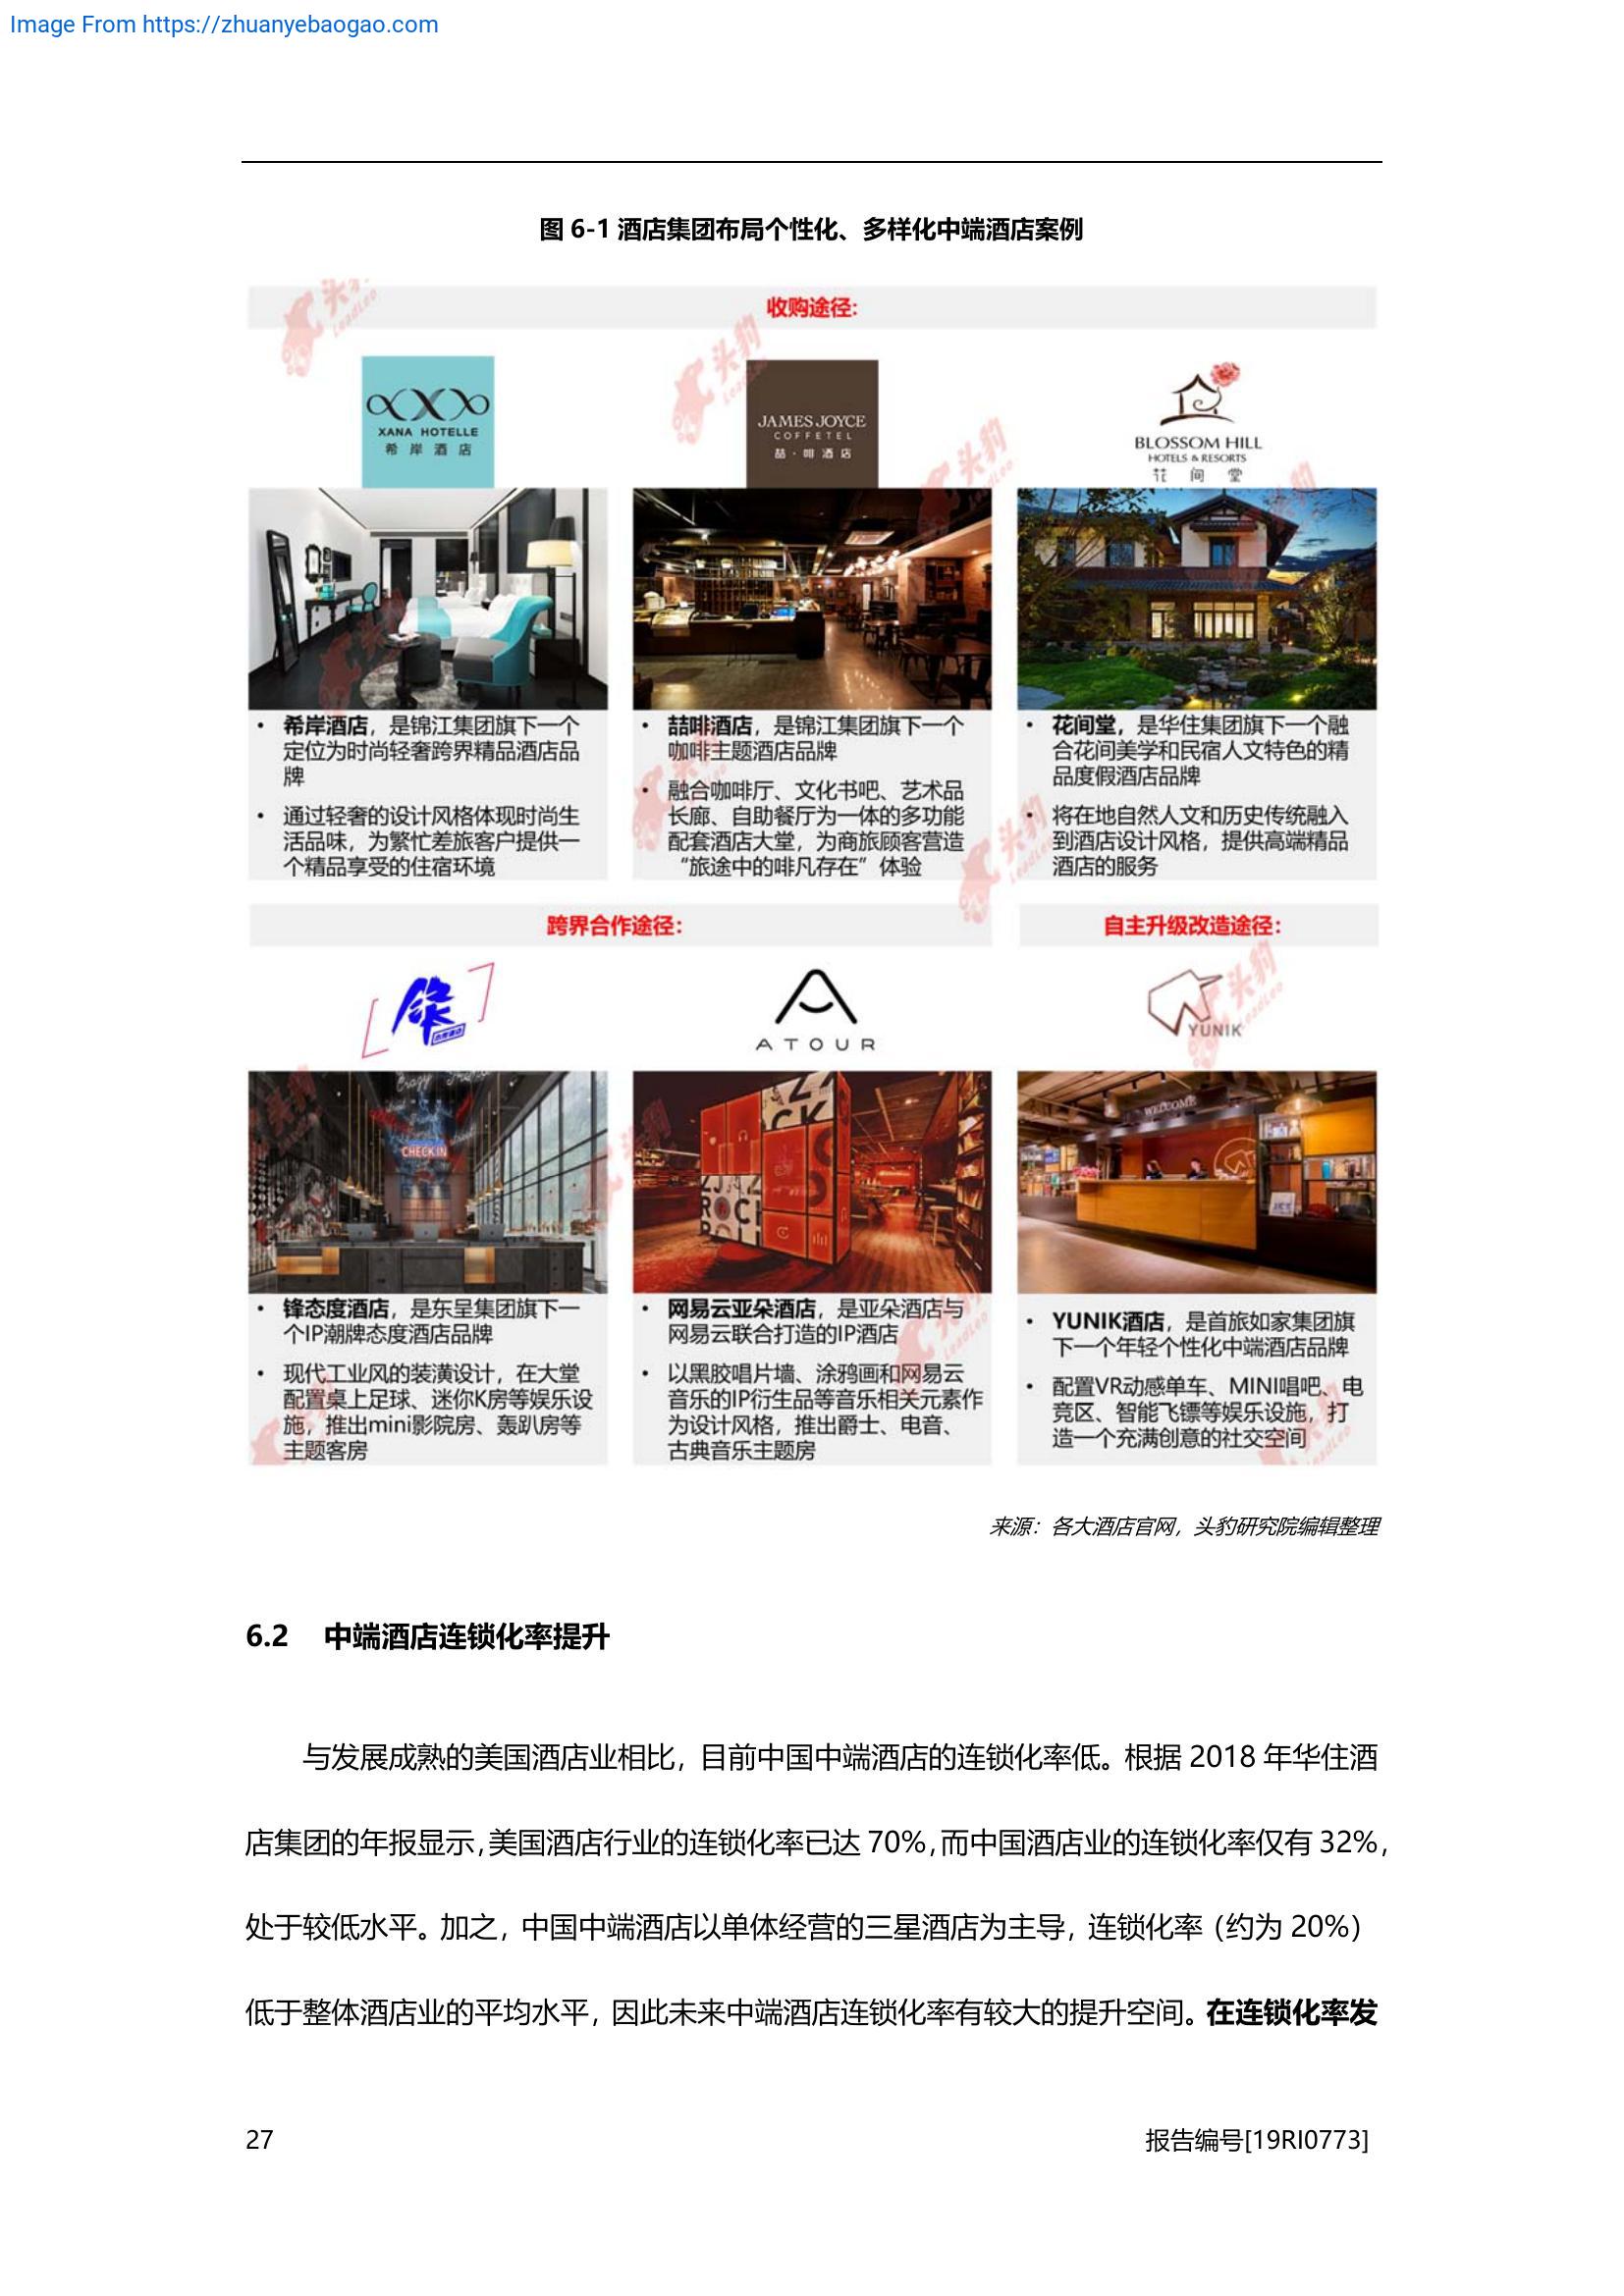 Image From https://zhuanyebaogao.com
图 6-1 酒店集团布局个性化、多样化中端酒店案例
收购途径：
XANA HOTELLE
希岸酒店
JAMES JOYCE
COFFETEL
喆·啡酒店
BLOSSOM HILL
HOTELS & RESORTS
花间堂
• 希岸酒店，是锦江集团旗下一个
定位为时尚轻奢跨界精品酒店品
牌
• 通过轻奢的设计风格体现时尚生
活品味，为繁忙差旅客户提供一
个精品享受的住宿环境
• 喆啡酒店，是锦江集团旗下一个
咖啡主题酒店品牌
• 融合咖啡厅、文化书吧、艺术品
长廊、自助餐厅为一体的多功能
配套酒店大堂，为商旅顾客营造
“旅途中的啡凡存在”体验
• 花间堂，是华住集团旗下一个融
合花间美学和民宿人文特色的精
品度假酒店品牌
• 将在地自然人文和历史传统融入
到酒店设计风格，提供高端精品
酒店的服务
跨界合作途径：
自主升级改造途径：
ATOUR
YUNIK
CHECK IN
WELCOME
• 锋态度酒店，是东呈集团旗下一
个IP潮牌态度酒店品牌
• 现代工业风的装潢设计，在大堂
配置桌上足球、迷你K房等娱乐设
施，推出mini影院房、轰趴房等
主题客房
• 网易云亚朵酒店，是亚朵酒店与
网易云联合打造的IP酒店
• 以黑胶唱片墙、涂鸦画和网易云
音乐的IP衍生品等音乐相关元素作
为设计风格，推出爵士、电音、
古典音乐主题房
• YUNIK酒店，是首旅如家集团旗
下一个年轻个性化中端酒店品牌
• 配置VR动感单车、MINI唱吧、电
竞区、智能飞镖等娱乐设施，打
造一个充满创意的社交空间
头豹
LeadLeo
来源：各大酒店官网，头豹研究院编辑整理
6.2 中端酒店连锁化率提升
与发展成熟的美国酒店业相比，目前中国中端酒店的连锁化率低。根据 2018 年华住酒
店集团的年报显示，美国酒店行业的连锁化率已达 70%，而中国酒店业的连锁化率仅有 32%，
处于较低水平。加之，中国中端酒店以单体经营的三星酒店为主导，连锁化率（约为 20%）
低于整体酒店业的平均水平，因此未来中端酒店连锁化率有较大的提升空间。在连锁化率发
27
报告编号[19RI0773]